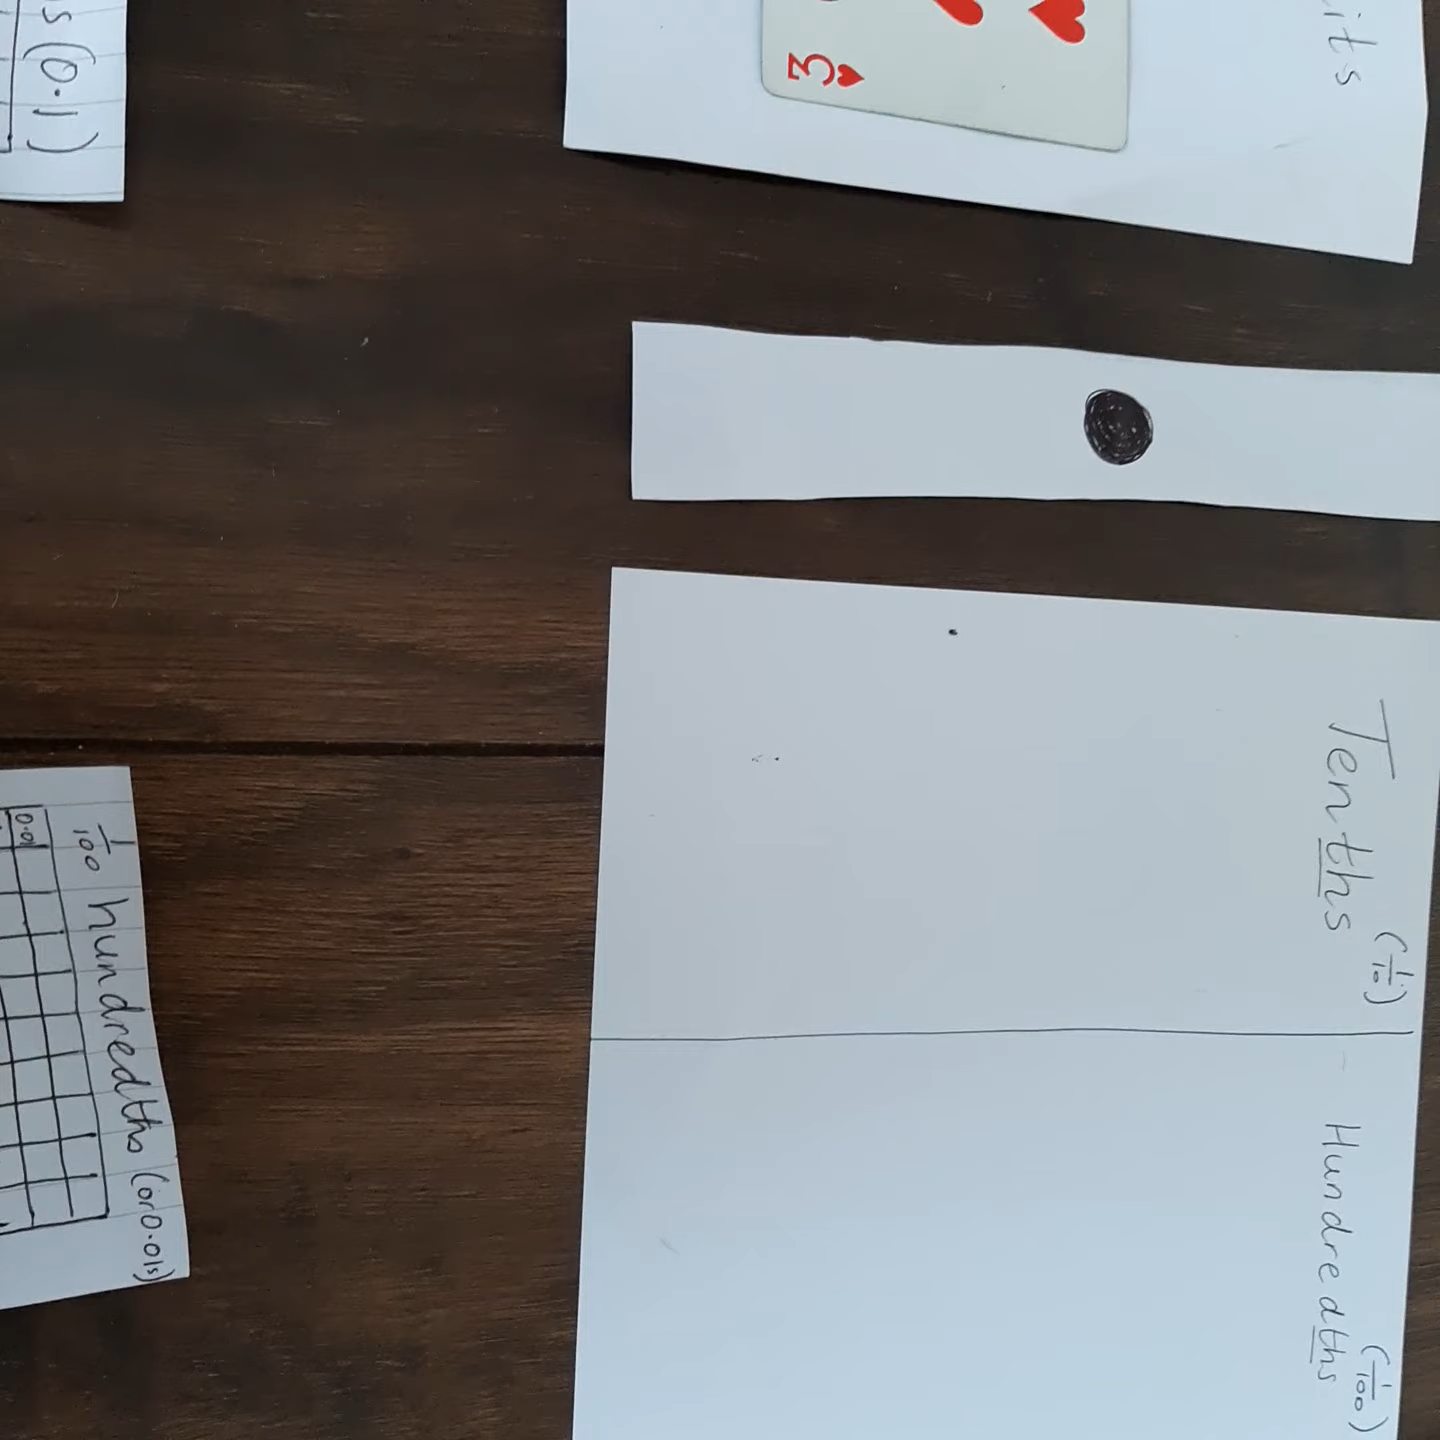 its
3
Tenths (1/10)
Hundredths (1/100)
s (0.1)
1/100 hundredths (or 0.01s)
0.01